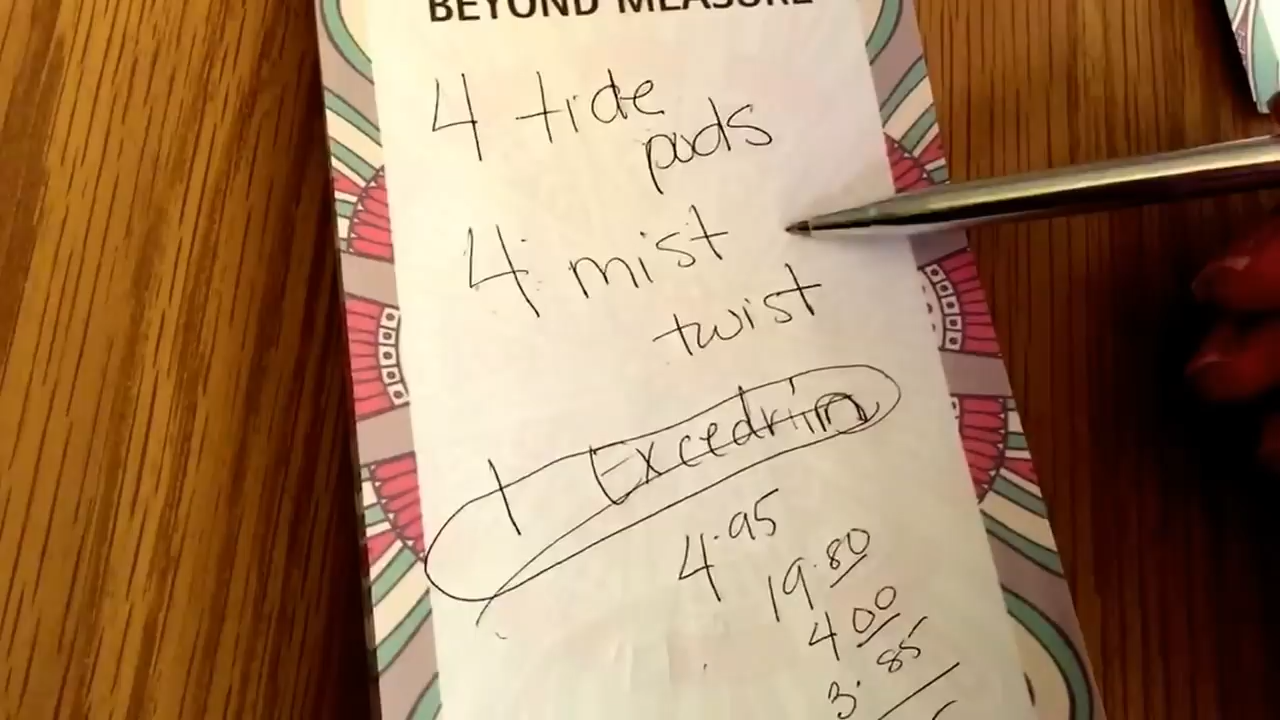 BEYOND MEASURE
4 tide
pods
4 mist
twist
1 Excedrin
4.95
19.80
4 00
3.85